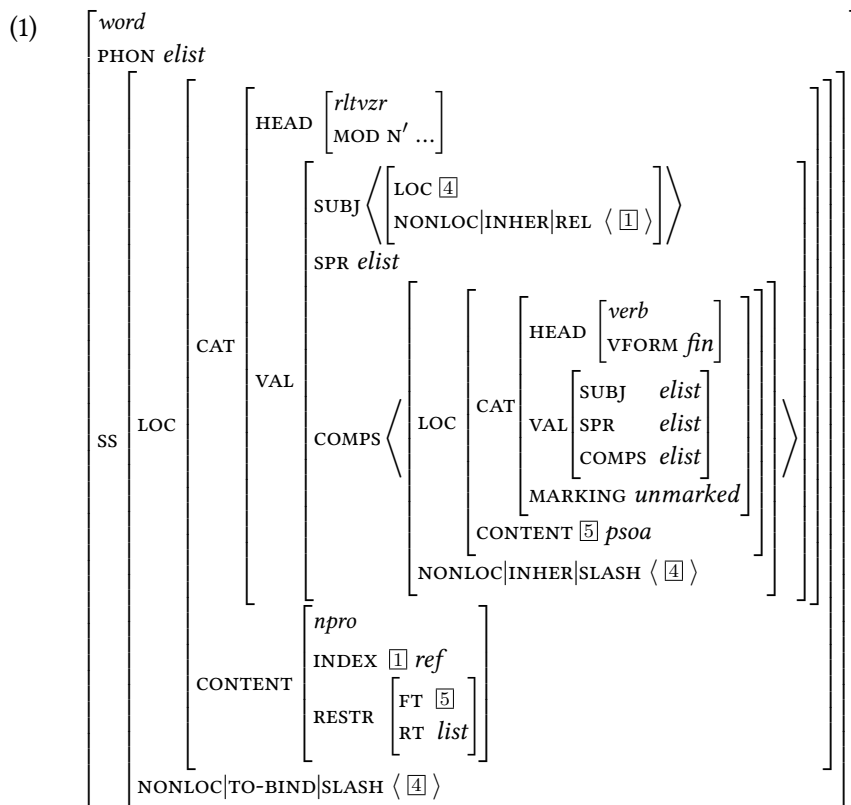 (1)
word
PHON elist
HEAD rltvzr
MOD N′ ...
SUBJ ⟨ LOC 4
NONLOC|INHER|REL ⟨ 1 ⟩ ⟩
SPR elist
HEAD verb
VFORM fin
CAT
VAL
SS LOC
COMPS ⟨ LOC CAT VAL SUBJ elist
SPR elist
COMPS elist ⟩
MARKING unmarked
CONTENT 5 psoa
NONLOC|INHER|SLASH ⟨ 4 ⟩
npro
INDEX 1 ref
CONTENT
RESTR FT 5
RT list
NONLOC|TO-BIND|SLASH ⟨ 4 ⟩